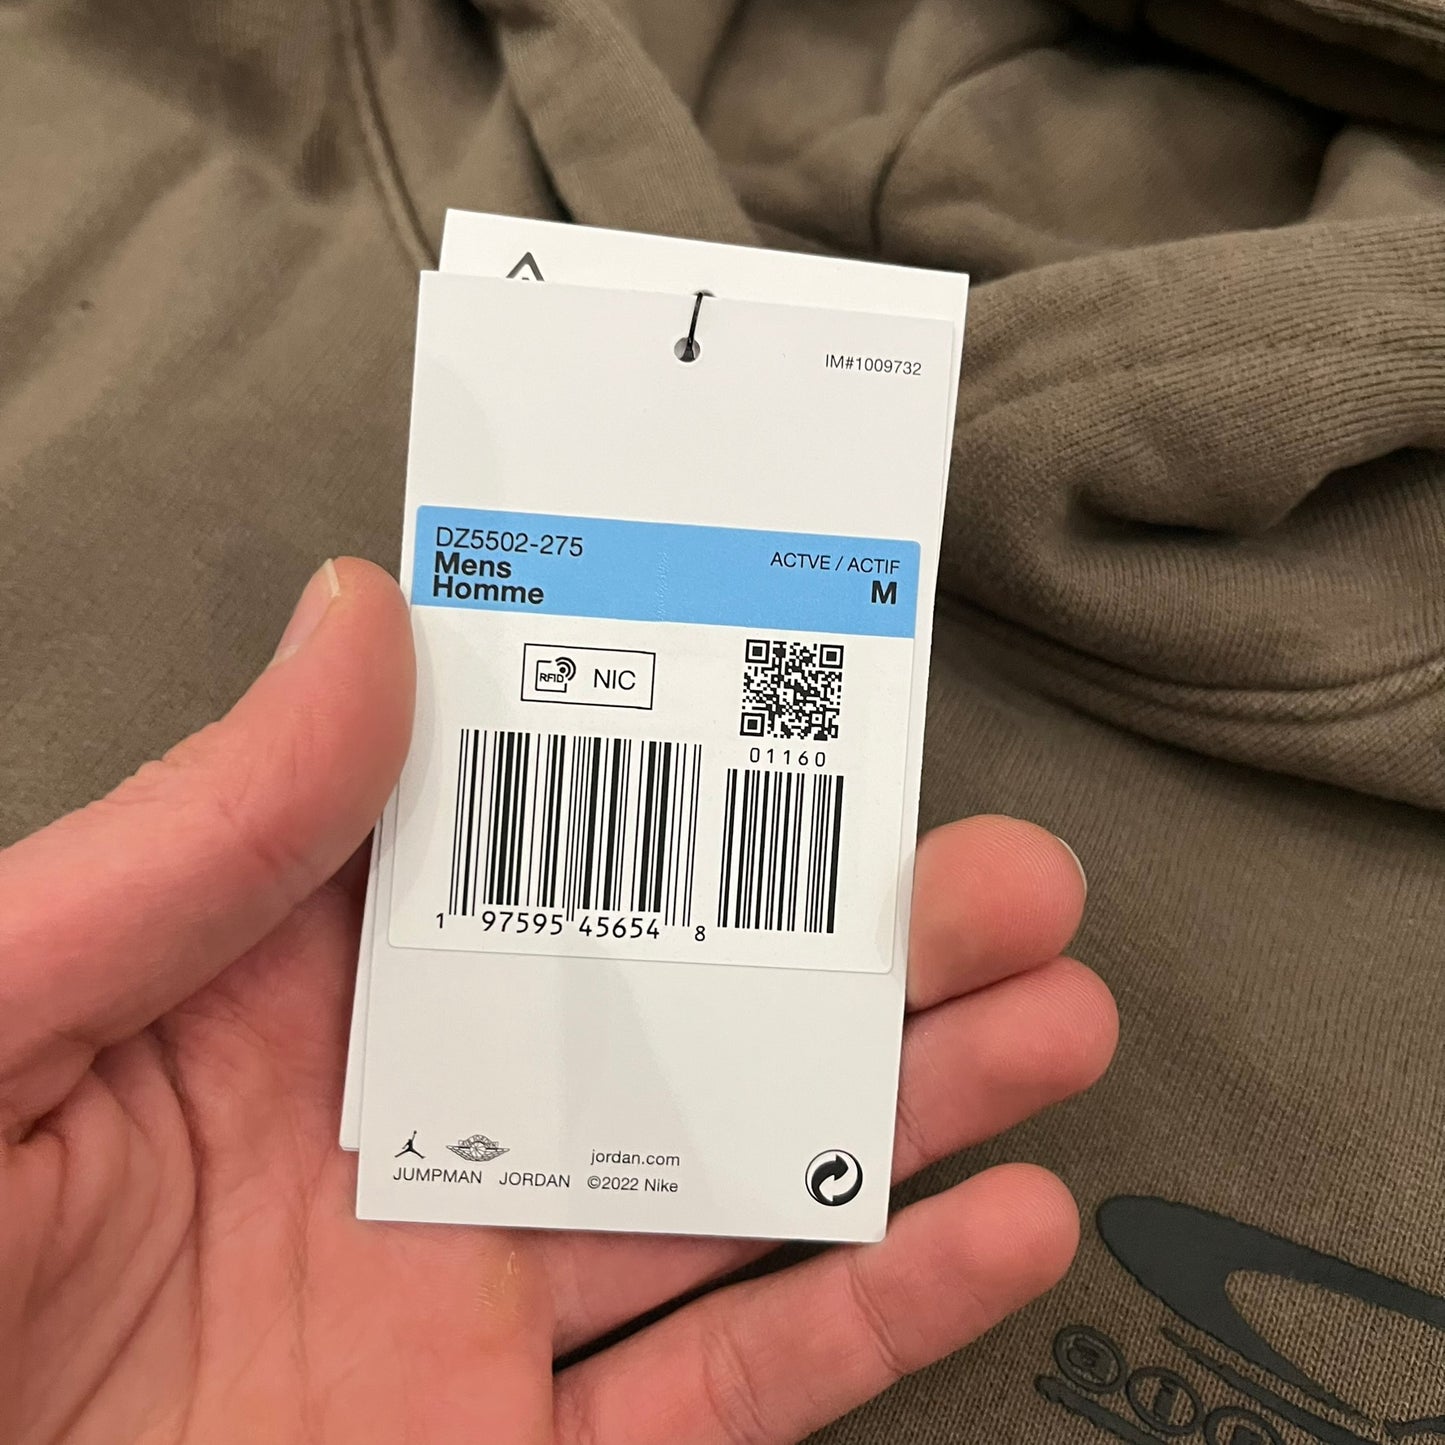 IM#1009732
DZ5502-275
Mens
Homme
ACTVE / ACTIF
M
RFID
NIC
01160
1 97595 45654 8
JUMPMAN
JORDAN
jordan.com
©2022 Nike